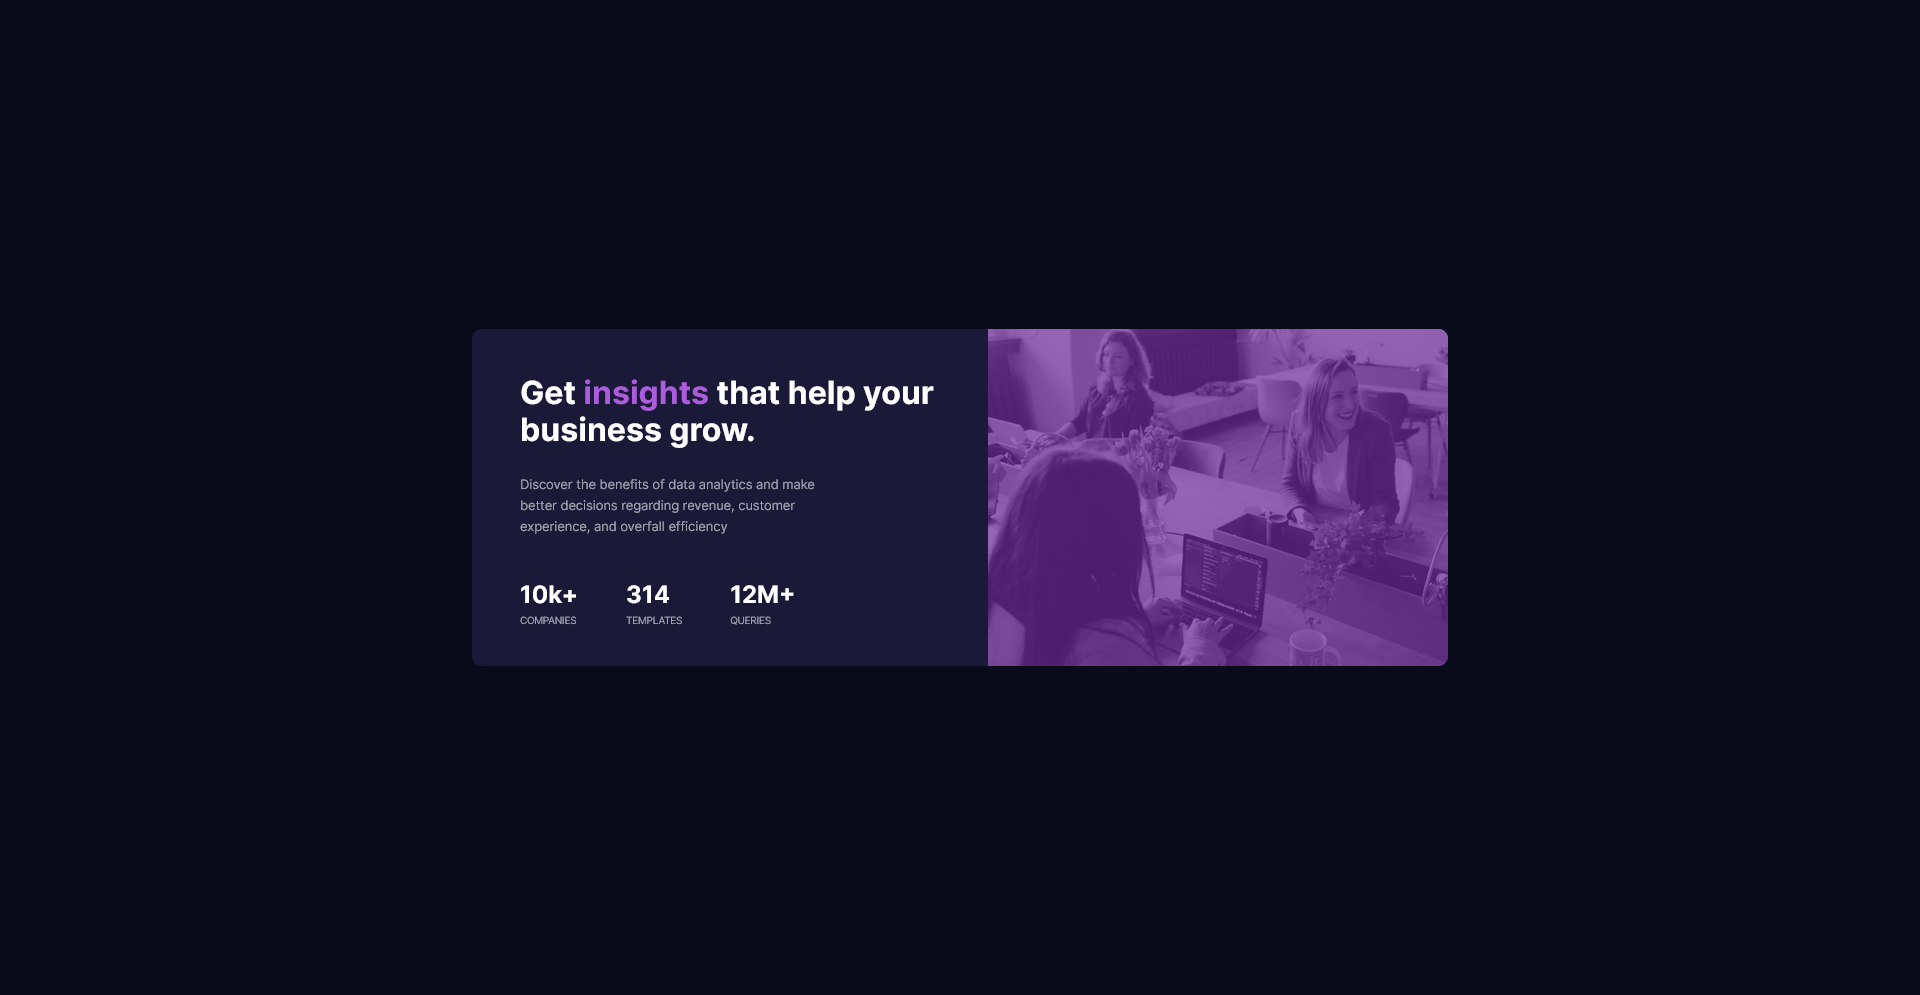 Get insights that help your
business grow.
Discover the benefits of data analytics and make
better decisions regarding revenue, customer
experience, and overfall efficiency
10k+ 314 12M+
COMPANIES TEMPLATES QUERIES